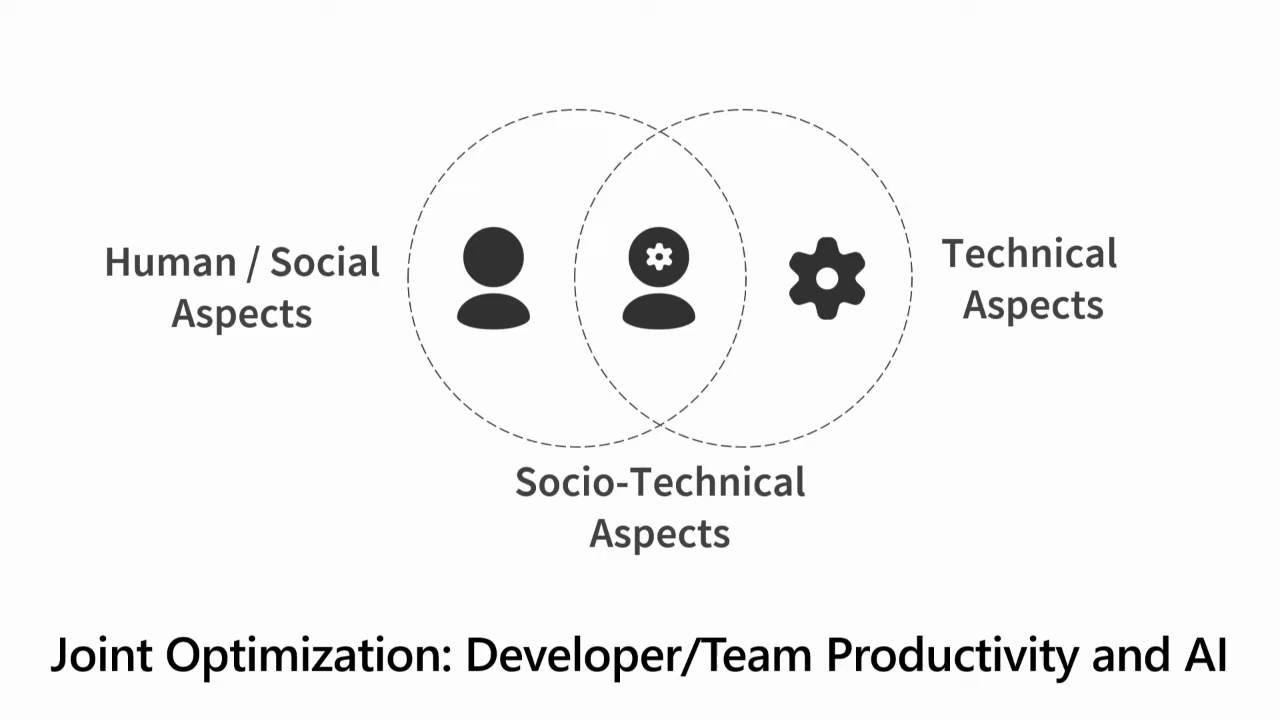 Human / Social
Aspects
Technical
Aspects
Socio-Technical
Aspects
Joint Optimization: Developer/Team Productivity and AI